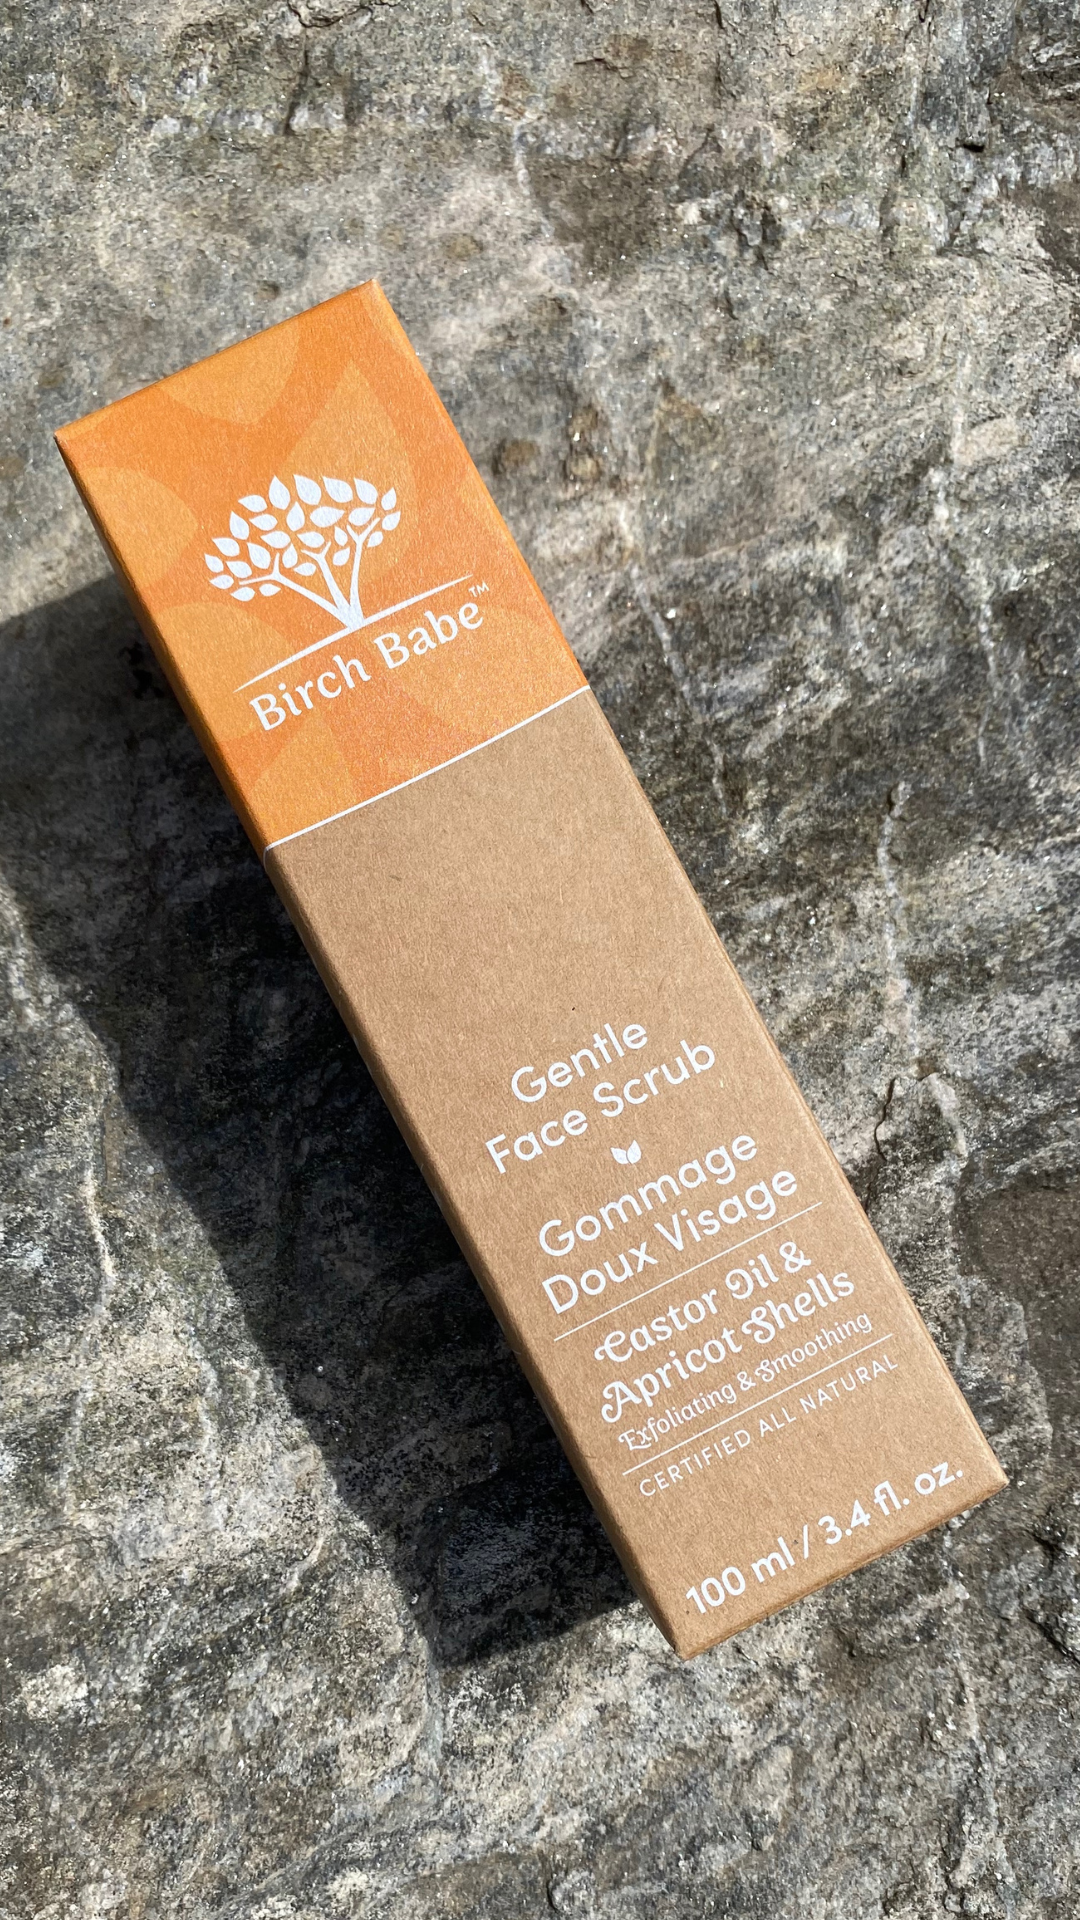 Birch Babe™
Gentle
Face Scrub
Gommage
Doux Visage
Castor Oil &
Apricot Shells
Exfoliating & Smoothing
CERTIFIED ALL NATURAL
100 ml / 3.4 fl. oz.